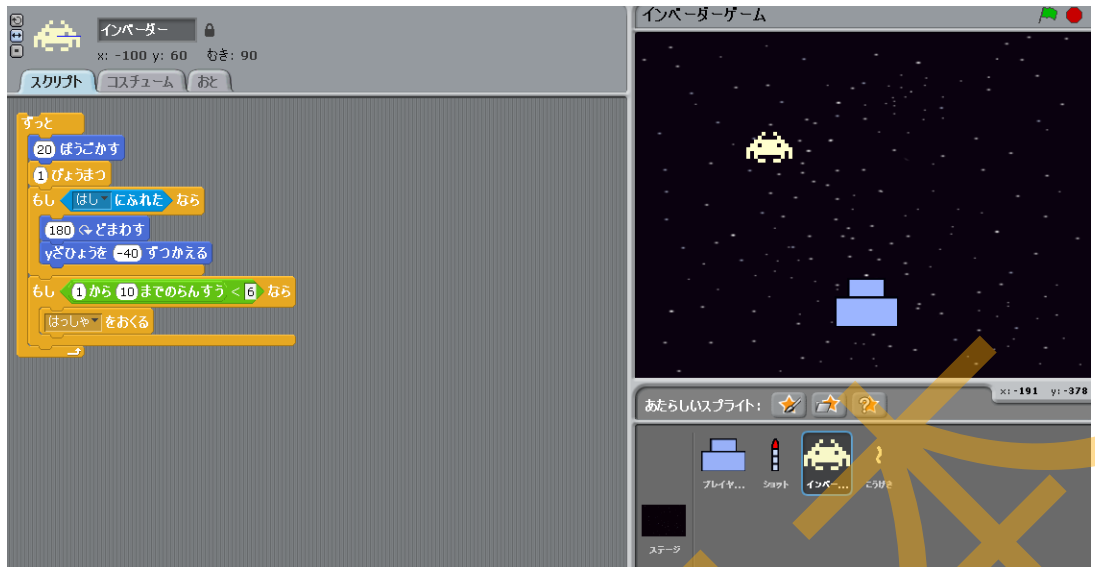 インベーダー
x: -100 y: 60 むき: 90
スクリプト コスチューム おと
ずっと
20 ぽうごかす
1 びょうまつ
もし はし にふれた なら
180 どまわす
yざひょうを -40 ずつかえる
もし 1 から 10 までのらんすう < 6 なら
はっしゃ をおくる
インベーダーゲーム
x: -191 y: -378
あたらしいスプライト:
プレイヤ... ショット インベー... こうげき
ステージ